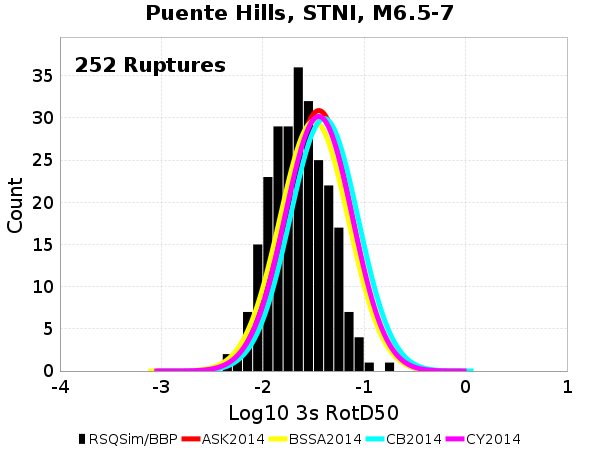 Puente Hills, STNI, M6.5-7
252 Ruptures
Count
35
30
25
20
15
10
5
0
-4 -3 -2 -1 0 1
Log10 3s RotD50
RSQSim/BBP ASK2014 BSSA2014 CB2014 CY2014